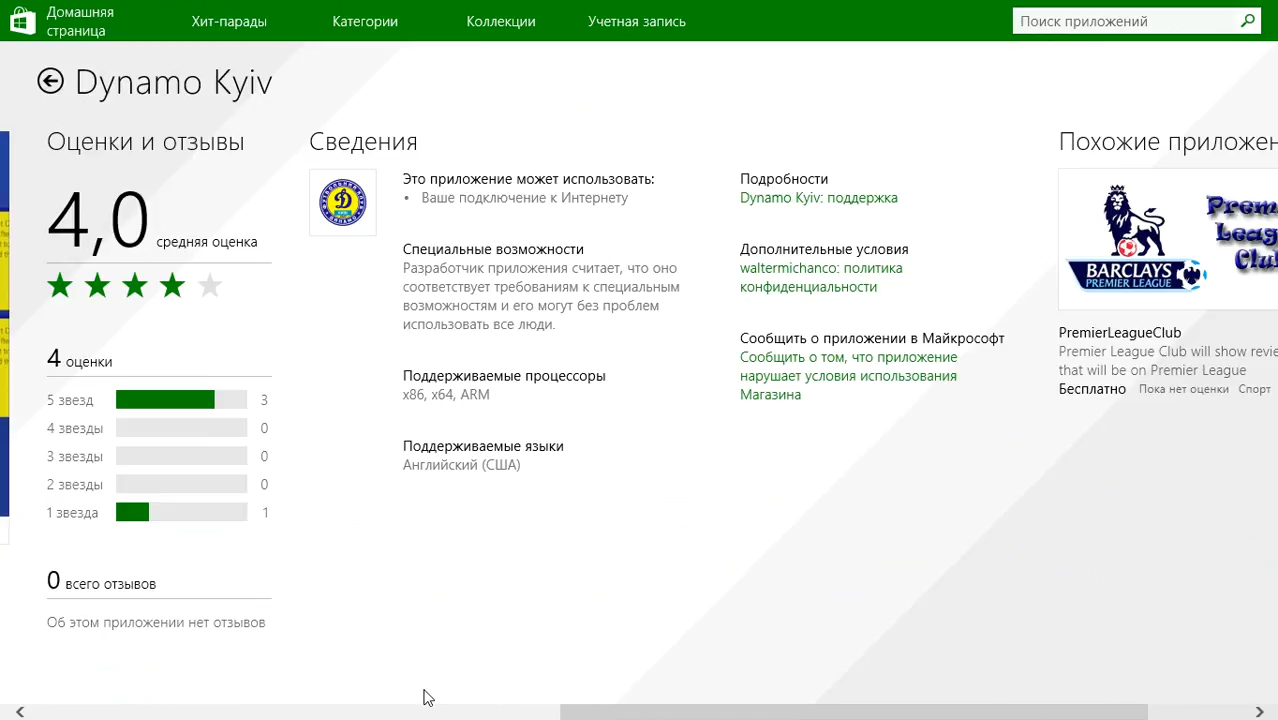 Домашняя
страница
Хит-парады
Категории
Коллекции
Учетная запись
Поиск приложений
Dynamo Kyiv
Оценки и отзывы
4,0 средняя оценка
4 оценки
5 звезд 3
4 звезды 0
3 звезды 0
2 звезды 0
1 звезда 1
0 всего отзывов
Об этом приложении нет отзывов
Сведения
Это приложение может использовать:
• Ваше подключение к Интернету
Специальные возможности
Разработчик приложения считает, что оно
соответствует требованиям к специальным
возможностям и его могут без проблем
использовать все люди.
Поддерживаемые процессоры
x86, x64, ARM
Поддерживаемые языки
Английский (США)
Подробности
Dynamo Kyiv: поддержка
Дополнительные условия
waltermichanco: политика
конфиденциальности
Сообщить о приложении в Майкрософт
Сообщить о том, что приложение
нарушает условия использования
Магазина
Похожие приложен
BARCLAYS
PREMIER LEAGUE
Premi
Leagu
Club
PremierLeagueClub
Premier League Club will show revie
that will be on Premier League
Бесплатно Пока нет оценки Спорт